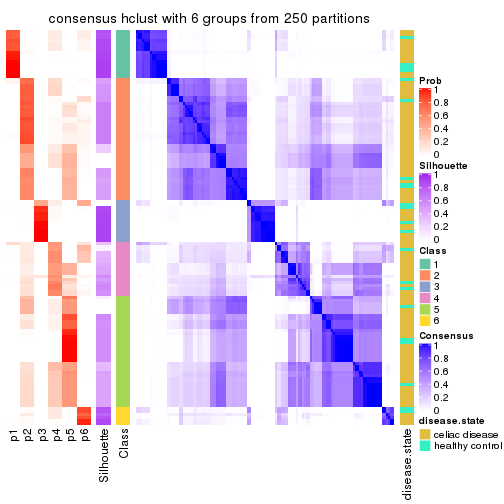 consensus hclust with 6 groups from 250 partitions
Prob
1
0.8
0.6
0.4
0.2
0
Silhouette
1
0.8
0.6
0.4
0.2
0
Class
1
2
3
4
5
6
Consensus
1
0.8
0.6
0.4
0.2
0
disease.state
celiac disease
healthy control
p1
p2
p3
p4
p5
p6
Silhouette
Class
disease.state